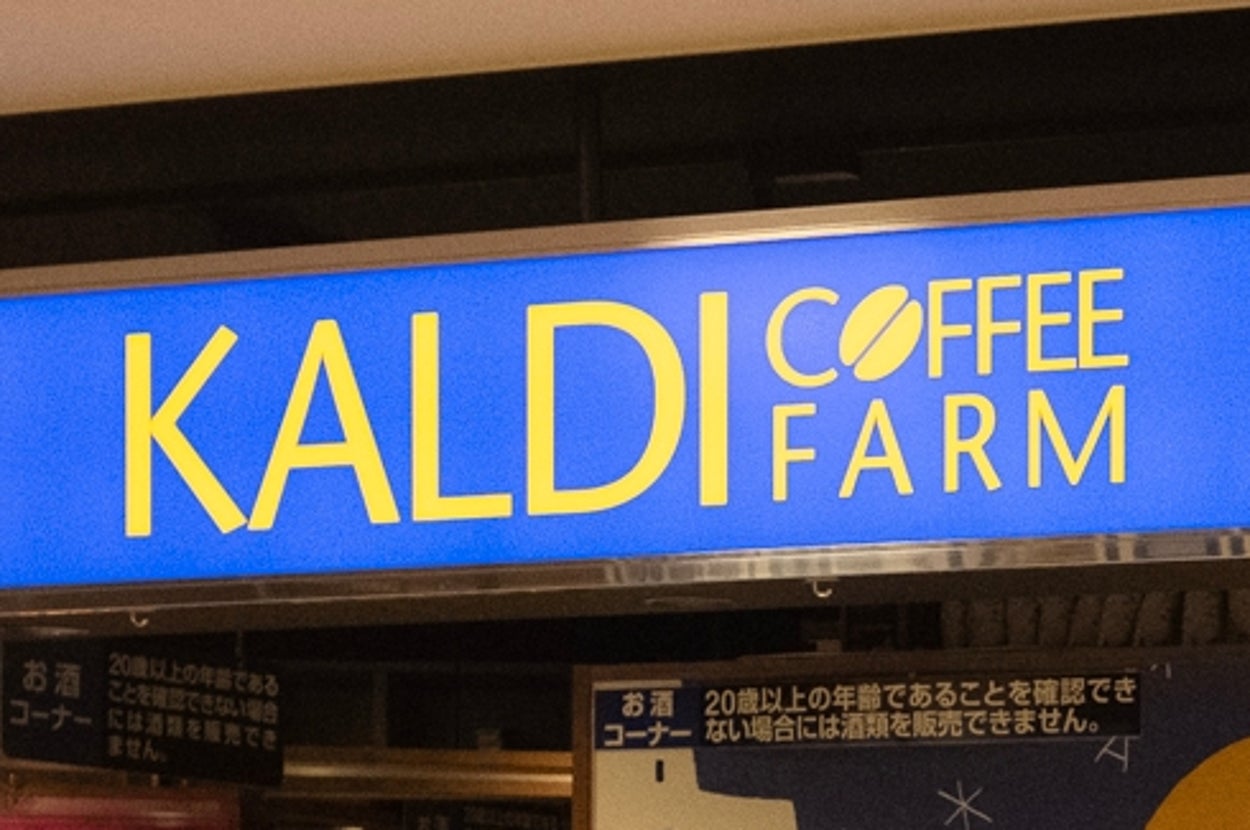 KALDI
COFFEE
FARM
お酒
コーナー
20歳以上の年齢である
ことを確認できない場合
には酒類を販売でき
ません。
お酒
コーナー
20歳以上の年齢であることを確認でき
ない場合には酒類を販売できません。